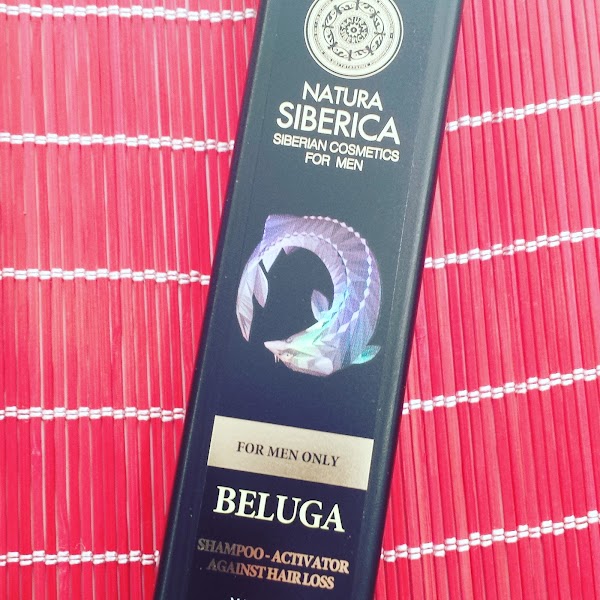 NATURA
SIBERICA
SIBERIAN COSMETICS
FOR MEN
FOR MEN ONLY
BELUGA
SHAMPOO - ACTIVATOR
AGAINST HAIR LOSS